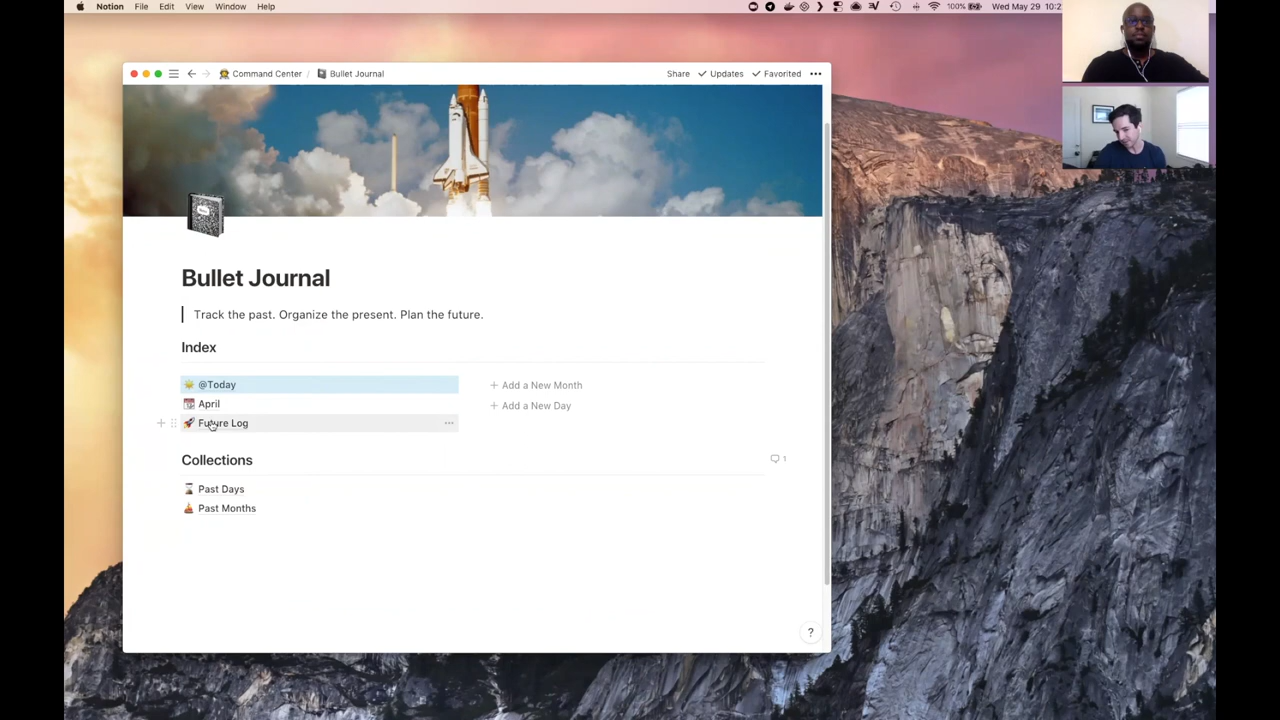 Notion File Edit View Window Help 100% Wed May 29 10:2
Command Center / Bullet Journal Share Updates Favorited
Bullet Journal
Track the past. Organize the present. Plan the future.
Index
@Today
+ Add a New Month
April
+ Add a New Day
Future Log
Collections
1
Past Days
Past Months
?